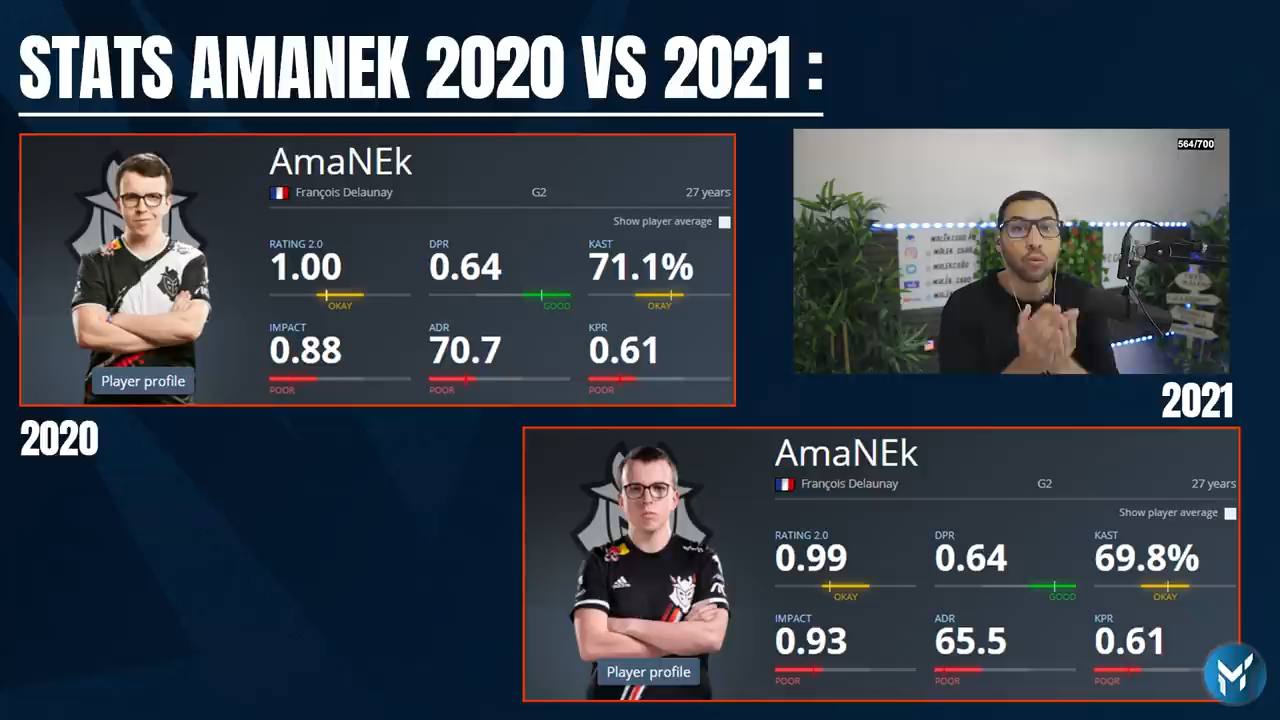 STATS AMANEK 2020 VS 2021 :
AmaNEk
François Delaunay
G2
27 years
Show player average
RATING 2.0
DPR
KAST
1.00
0.64
71.1%
OKAY
GOOD
OKAY
IMPACT
ADR
KPR
0.88
70.7
0.61
POOR
POOR
POOR
Player profile
2020
564/700
2021
AmaNEk
François Delaunay
G2
27 years
Show player average
RATING 2.0
DPR
KAST
0.99
0.64
69.8%
OKAY
GOOD
OKAY
IMPACT
ADR
KPR
0.93
65.5
0.61
POOR
POOR
POOR
Player profile